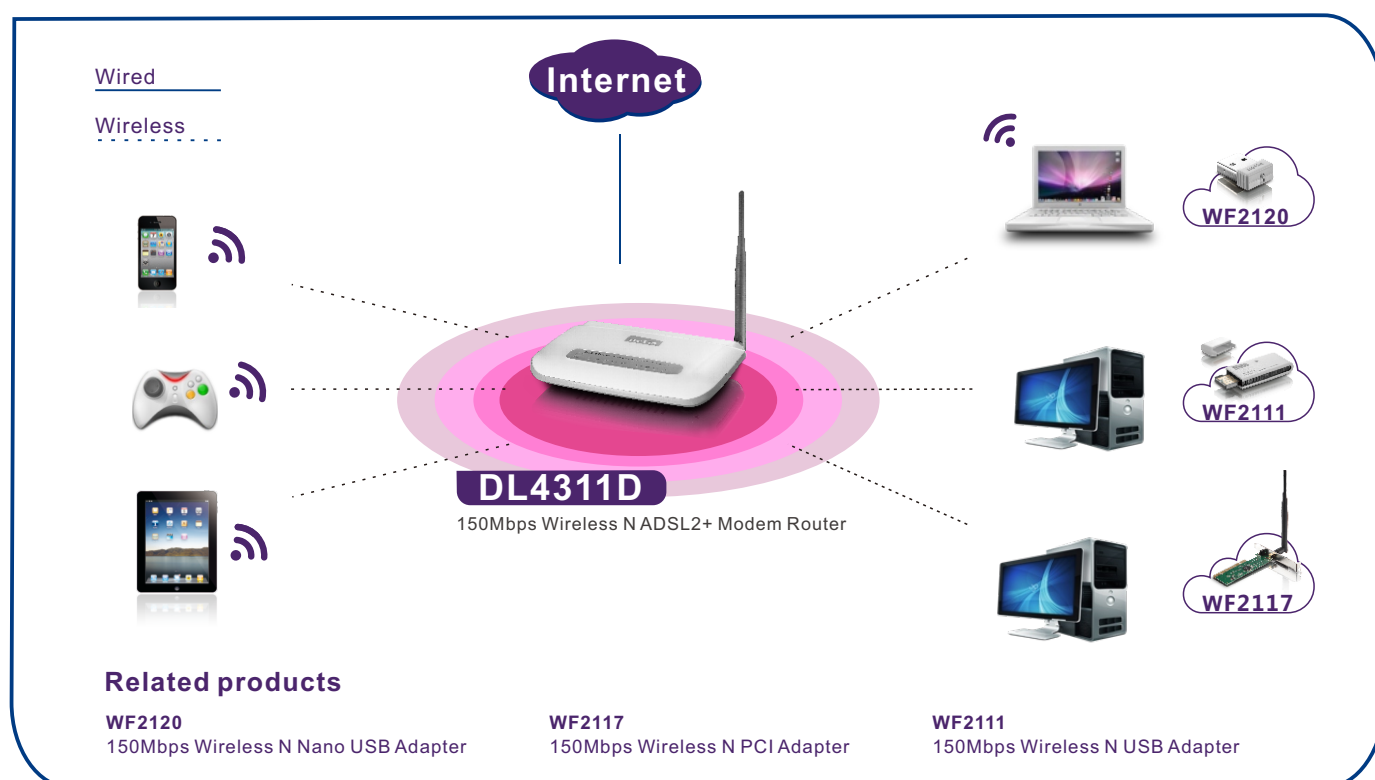 Wired
Wireless
Internet
WF2120
WF2111
WF2117
DL4311D
150Mbps Wireless N ADSL2+ Modem Router
Related products
WF2120
150Mbps Wireless N Nano USB Adapter
WF2117
150Mbps Wireless N PCI Adapter
WF2111
150Mbps Wireless N USB Adapter